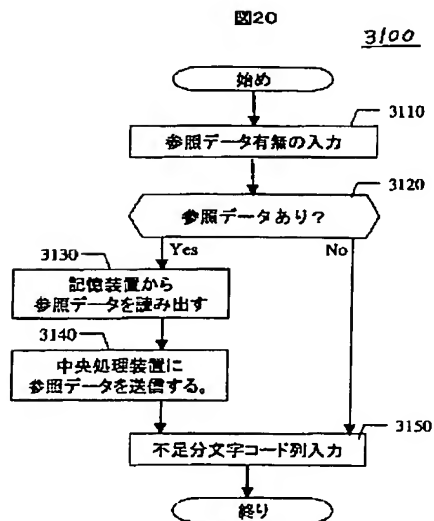 図20
3100
始め
3110
参照データ有無の入力
3120
参照データあり？
Yes
No
3130
記憶装置から
参照データを読み出す
3140
中央処理装置に
参照データを送信する。
3150
不足分文字コード列入力
終り